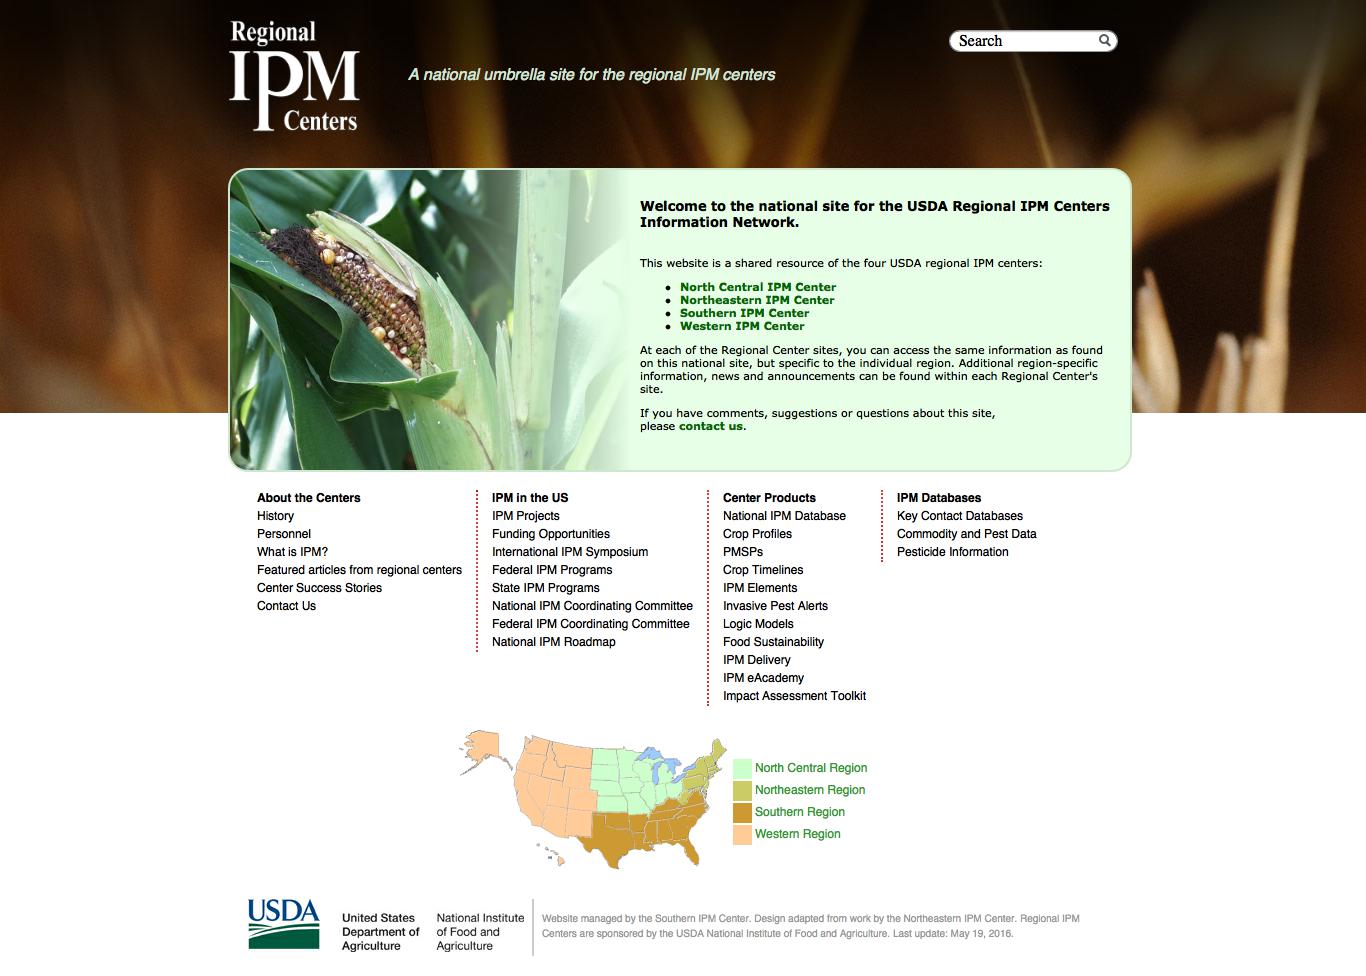 Regional
IPM
Centers
A national umbrella site for the regional IPM centers
Search
Welcome to the national site for the USDA Regional IPM Centers
Information Network.
This website is a shared resource of the four USDA regional IPM centers:
North Central IPM Center
Northeastern IPM Center
Southern IPM Center
Western IPM Center
At each of the Regional Center sites, you can access the same information as found
on this national site, but specific to the individual region. Additional region-specific
information, news and announcements can be found within each Regional Center's
site.
If you have comments, suggestions or questions about this site,
please contact us.
About the Centers
History
Personnel
What is IPM?
Featured articles from regional centers
Center Success Stories
Contact Us
IPM in the US
IPM Projects
Funding Opportunities
International IPM Symposium
Federal IPM Programs
State IPM Programs
National IPM Coordinating Committee
Federal IPM Coordinating Committee
National IPM Roadmap
Center Products
National IPM Database
Crop Profiles
PMSPs
Crop Timelines
IPM Elements
Invasive Pest Alerts
Logic Models
Food Sustainability
IPM Delivery
IPM eAcademy
Impact Assessment Toolkit
IPM Databases
Key Contact Databases
Commodity and Pest Data
Pesticide Information
North Central Region
Northeastern Region
Southern Region
Western Region
USDA
United States
Department of
Agriculture
National Institute
of Food and
Agriculture
Website managed by the Southern IPM Center. Design adapted from work by the Northeastern IPM Center. Regional IPM
Centers are sponsored by the USDA National Institute of Food and Agriculture. Last update: May 19, 2016.